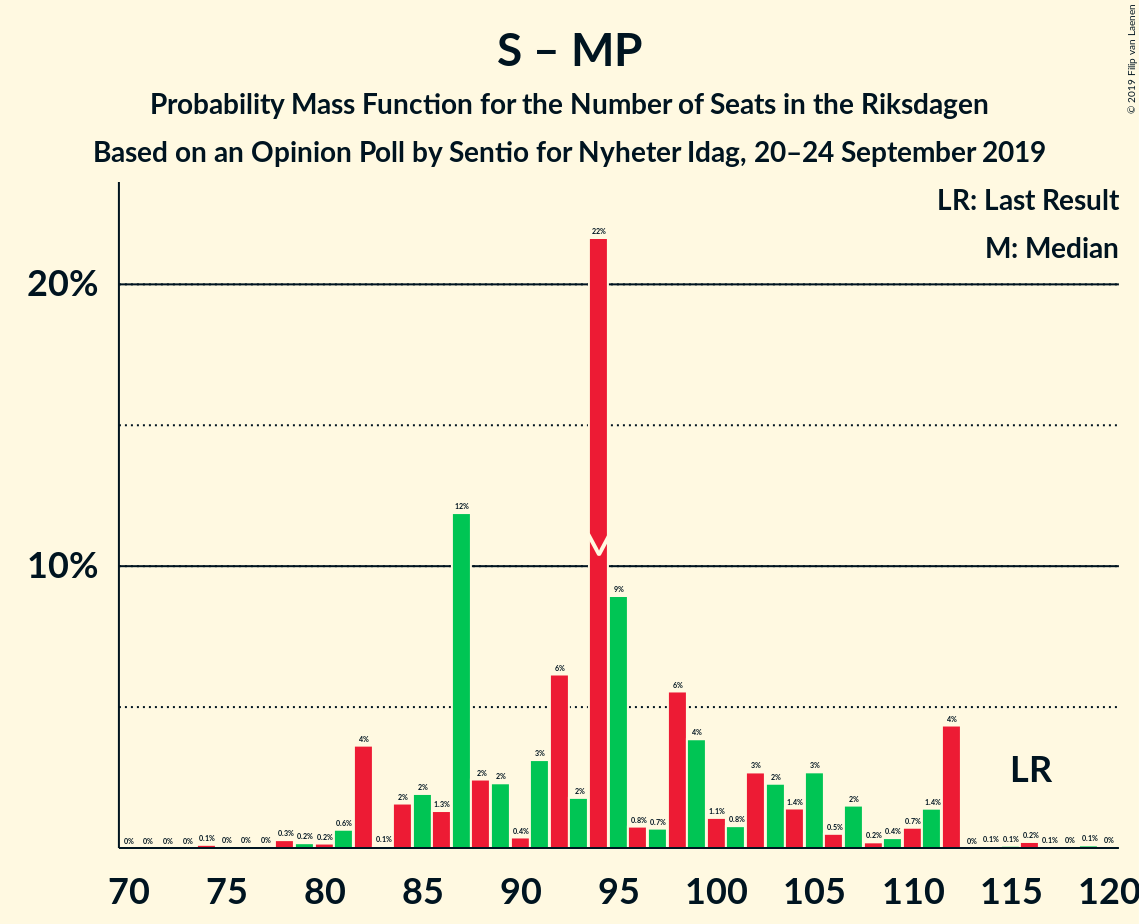 S – MP
Probability Mass Function for the Number of Seats in the Riksdagen
Based on an Opinion Poll by Sentio for Nyheter Idag, 20–24 September 2019
© 2019 Filip van Laenen
LR: Last Result
M: Median
20%
10%
0% 0% 0% 0% 0.1% 0% 0% 0% 0.3% 0.2% 0.2% 0.6% 4% 0.1% 2% 2% 1.3% 12% 2% 2% 0.4% 3% 6% 2% 22% 9% 0.8% 0.7% 6% 4% 1.1% 0.8% 3% 2% 1.4% 3% 0.5% 2% 0.2% 0.4% 0.7% 1.4% 4% 0% 0.1% 0.1% 0.2% 0.1% 0% 0.1% 0%
LR
70 75 80 85 90 95 100 105 110 115 120